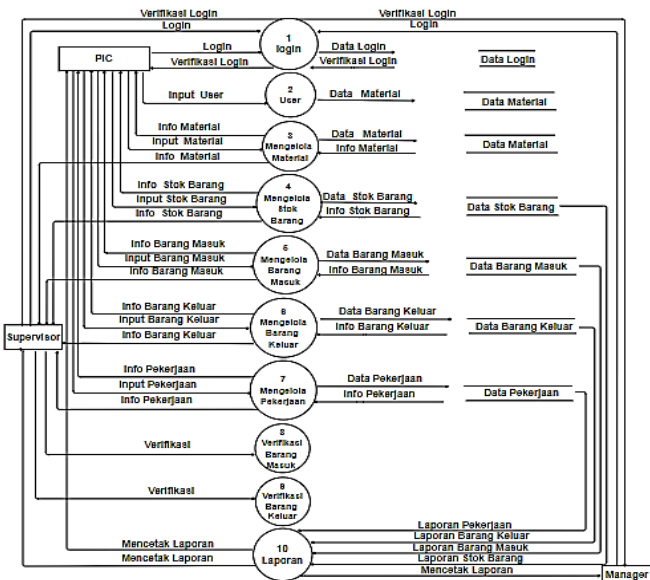 Verifikasi Login
Verifikasi Login
Login
Login
1
login
PIC
Login
Verifikasi Login
Data Login
Verifikasi Login
Data Login
Input User
2
User
Data Material
Data Material
Info Material
Input Material
Info Material
3
Mengelola
Material
Data Material
Info Material
Data Material
Info Stok Barang
Input Stok Barang
Info Stok Barang
4
Mengelola
Stok
Barang
Data Stok Barang
Info Stok Barang
Data Stok Barang
Info Barang Masuk
Input Barang Masuk
Info Barang Masuk
5
Mengelola
Barang
Masuk
Data Barang Masuk
Info Barang Masuk
Data Barang Masuk
Info Barang Keluar
Input Barang Keluar
Info Barang Keluar
6
Mengelola
Barang
Keluar
Data Barang Keluar
Info Barang Keluar
Data Barang Keluar
Supervisor
Info Pekerjaan
Input Pekerjaan
Info Pekerjaan
7
Mengelola
Pekerjaan
Data Pekerjaan
Info Pekerjaan
Data Pekerjaan
Verifikasi
8
Verifikasi
Barang
Masuk
Verifikasi
9
Verifikasi
Barang
Keluar
Mencetak Laporan
Mencetak Laporan
10
Laporan
Laporan Pekerjaan
Laporan Barang Keluar
Laporan Barang Masuk
Laporan Stok Barang
Mencetak Laporan
Manager